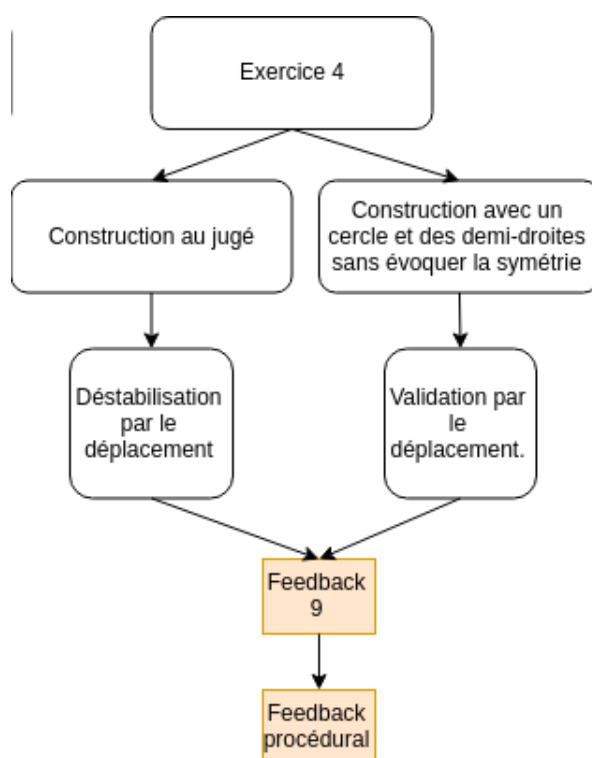 Exercice 4
Construction au jugé
Construction avec un
cercle et des demi-droites
sans évoquer la symétrie
Déstabilisation
par le
déplacement
Validation par
le
déplacement.
Feedback
9
Feedback
procédural